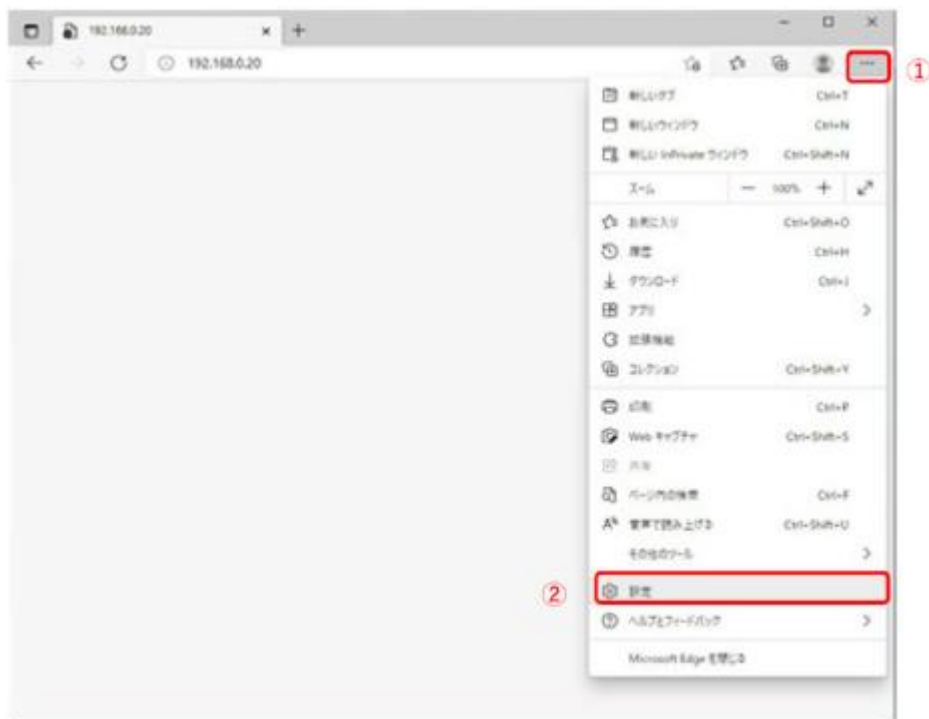 192.168.0.20
192.168.0.20
①
新しいタブ Ctrl+T
新しいウィンドウ Ctrl+N
新しい InPrivate ウィンドウ Ctrl+Shift+N
ズーム 100%
お気に入り Ctrl+Shift+O
履歴 Ctrl+H
ダウンロード Ctrl+J
アプリ
拡張機能
コレクション Ctrl+Shift+Y
印刷 Ctrl+P
Web キャプチャ Ctrl+Shift+S
共有
ページ内の検索 Ctrl+F
音声で読み上げる Ctrl+Shift+U
その他のツール
② 設定
ヘルプとフィードバック
Microsoft Edge を閉じる